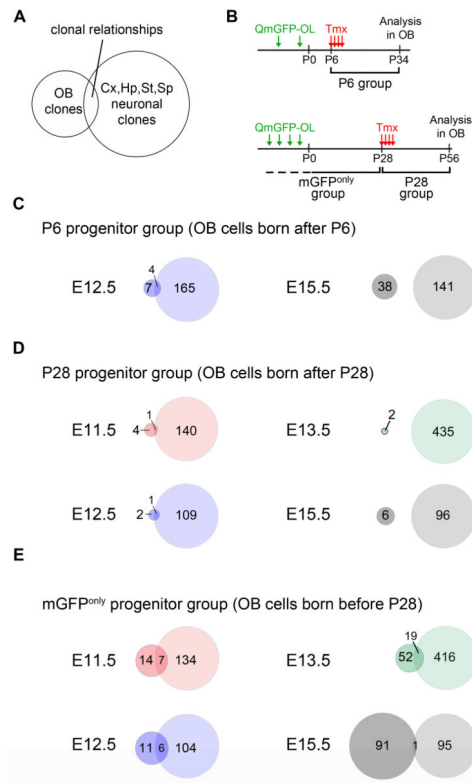 A
clonal relationships
OB
clones
Cx,Hp,St,Sp
neuronal
clones
B
QmGFP-OL
Tmx
Analysis
in OB
P0
P6
P34
P6 group
QmGFP-OL
Tmx
Analysis
in OB
P0
P28
P56
mGFPonly
group
P28
group
C
P6 progenitor group (OB cells born after P6)
E12.5
4
7
165
E15.5
38
141
D
P28 progenitor group (OB cells born after P28)
E11.5
1
4
140
E13.5
2
435
E12.5
1
2
109
E15.5
6
96
E
mGFPonly progenitor group (OB cells born before P28)
E11.5
14
7
134
E13.5
19
52
416
E12.5
11
6
104
E15.5
91
1
95